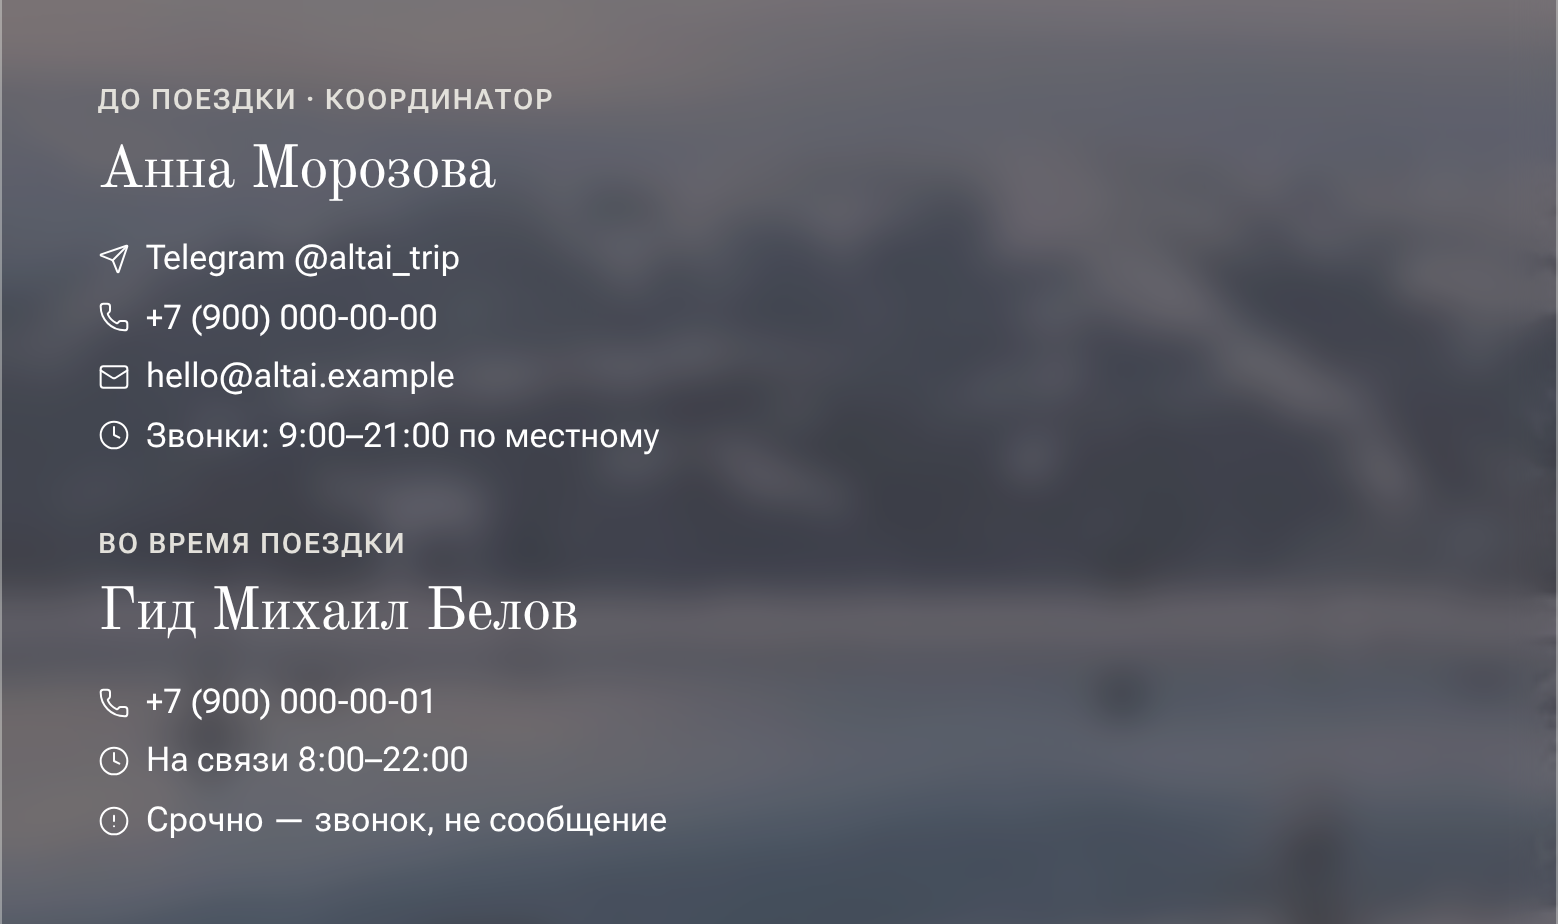 ДО ПОЕЗДКИ · КООРДИНАТОР
Анна Морозова
Telegram @altai_trip
+7 (900) 000-00-00
hello@altai.example
Звонки: 9:00–21:00 по местному
ВО ВРЕМЯ ПОЕЗДКИ
Гид Михаил Белов
+7 (900) 000-00-01
На связи 8:00–22:00
Срочно — звонок, не сообщение